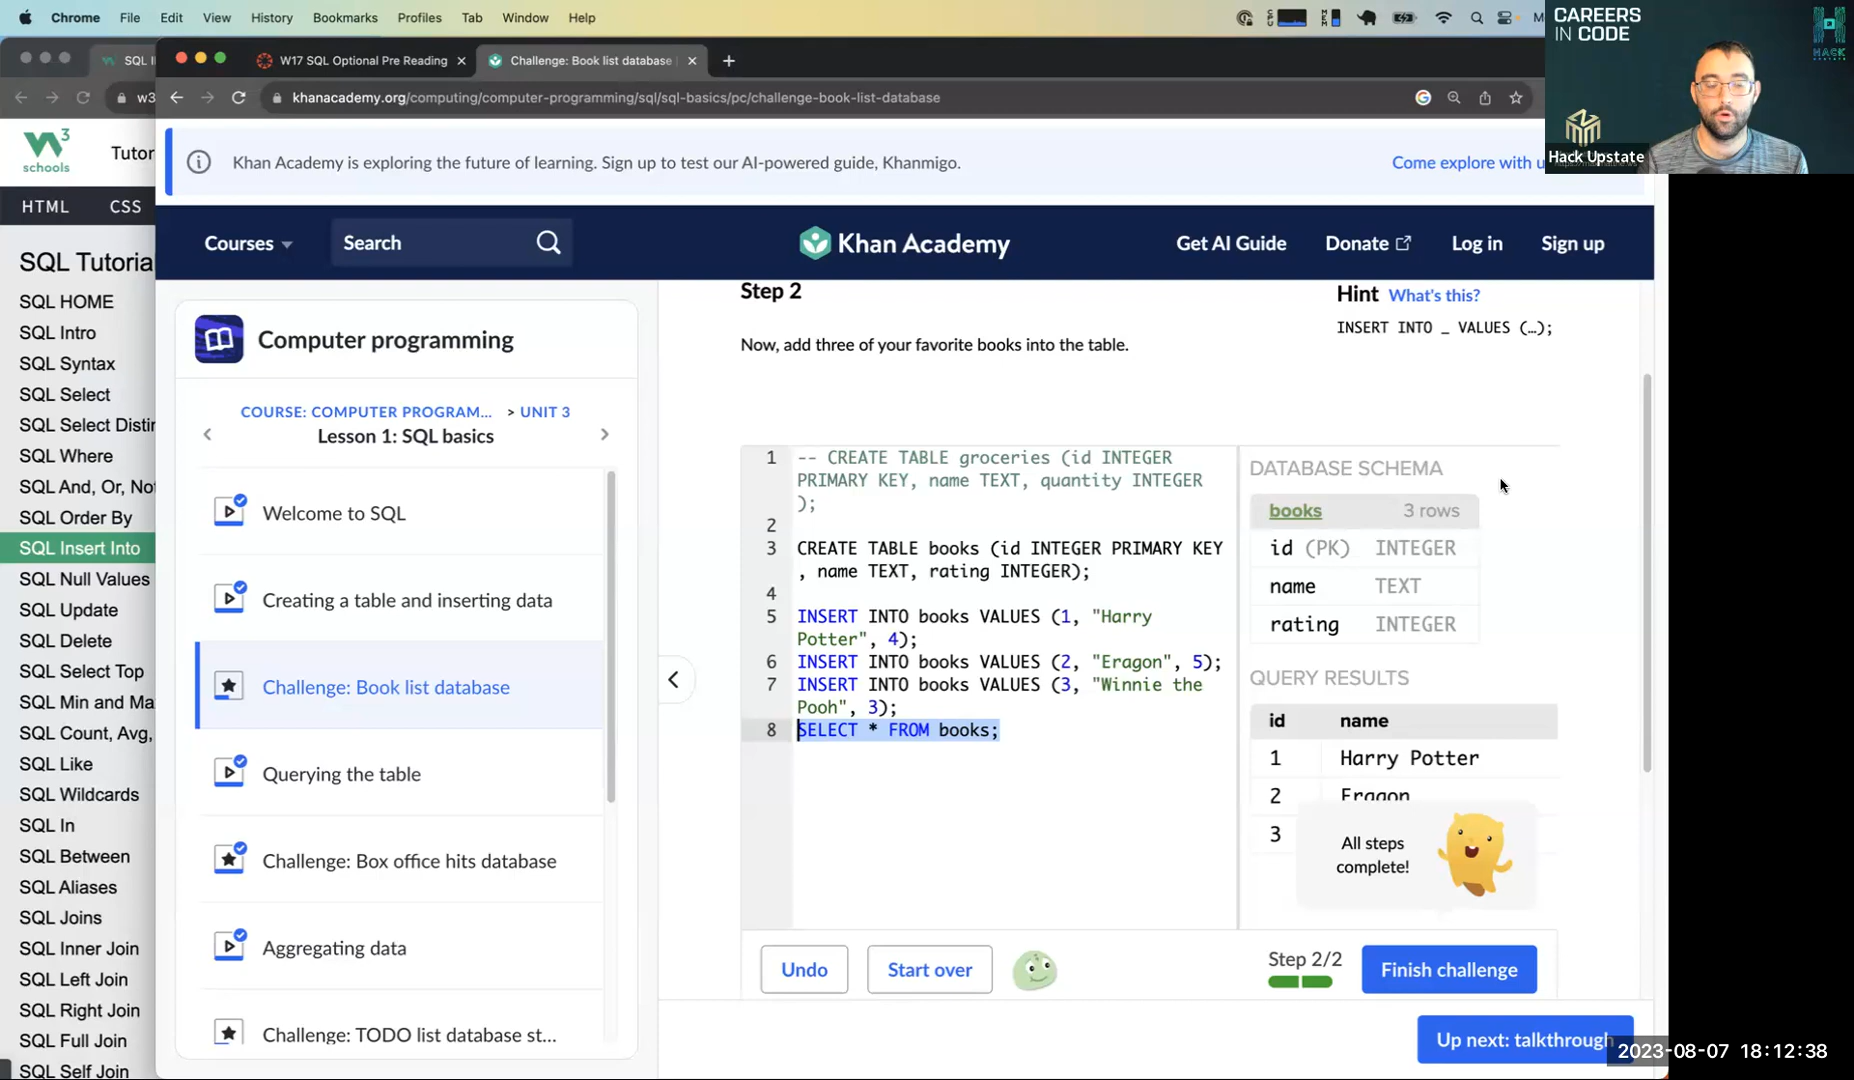 Chrome File Edit View History Bookmarks Profiles Tab Window Help
CAREERS
IN CODE
HACK
Hack Upstate
W17 SQL Optional Pre Reading
Challenge: Book list database
khanacademy.org/computing/computer-programming/sql/sql-basics/pc/challenge-book-list-database
w3
schools
Tutor
HTML CSS
SQL Tutoria
SQL HOME
SQL Intro
SQL Syntax
SQL Select
SQL Select Distin
SQL Where
SQL And, Or, Not
SQL Order By
SQL Insert Into
SQL Null Values
SQL Update
SQL Delete
SQL Select Top
SQL Min and Ma
SQL Count, Avg,
SQL Like
SQL Wildcards
SQL In
SQL Between
SQL Aliases
SQL Joins
SQL Inner Join
SQL Left Join
SQL Right Join
SQL Full Join
SQL Self Join
Khan Academy is exploring the future of learning. Sign up to test our AI-powered guide, Khanmigo.
Come explore with u
Courses
Search
Khan Academy
Get AI Guide
Donate
Log in
Sign up
Computer programming
COURSE: COMPUTER PROGRAM... > UNIT 3
Lesson 1: SQL basics
Welcome to SQL
Creating a table and inserting data
Challenge: Book list database
Querying the table
Challenge: Box office hits database
Aggregating data
Challenge: TODO list database st...
Step 2
Now, add three of your favorite books into the table.
Hint What's this?
INSERT INTO _ VALUES (…);
1 -- CREATE TABLE groceries (id INTEGER
PRIMARY KEY, name TEXT, quantity INTEGER
);
2
3 CREATE TABLE books (id INTEGER PRIMARY KEY
, name TEXT, rating INTEGER);
4
5 INSERT INTO books VALUES (1, "Harry
Potter", 4);
6 INSERT INTO books VALUES (2, "Eragon", 5);
7 INSERT INTO books VALUES (3, "Winnie the
Pooh", 3);
8 SELECT * FROM books;
DATABASE SCHEMA
books 3 rows
id (PK) INTEGER
name TEXT
rating INTEGER
QUERY RESULTS
id name
1 Harry Potter
2 Eragon
3
All steps
complete!
Undo
Start over
Step 2/2
Finish challenge
Up next: talkthrough
2023-08-07 18:12:38